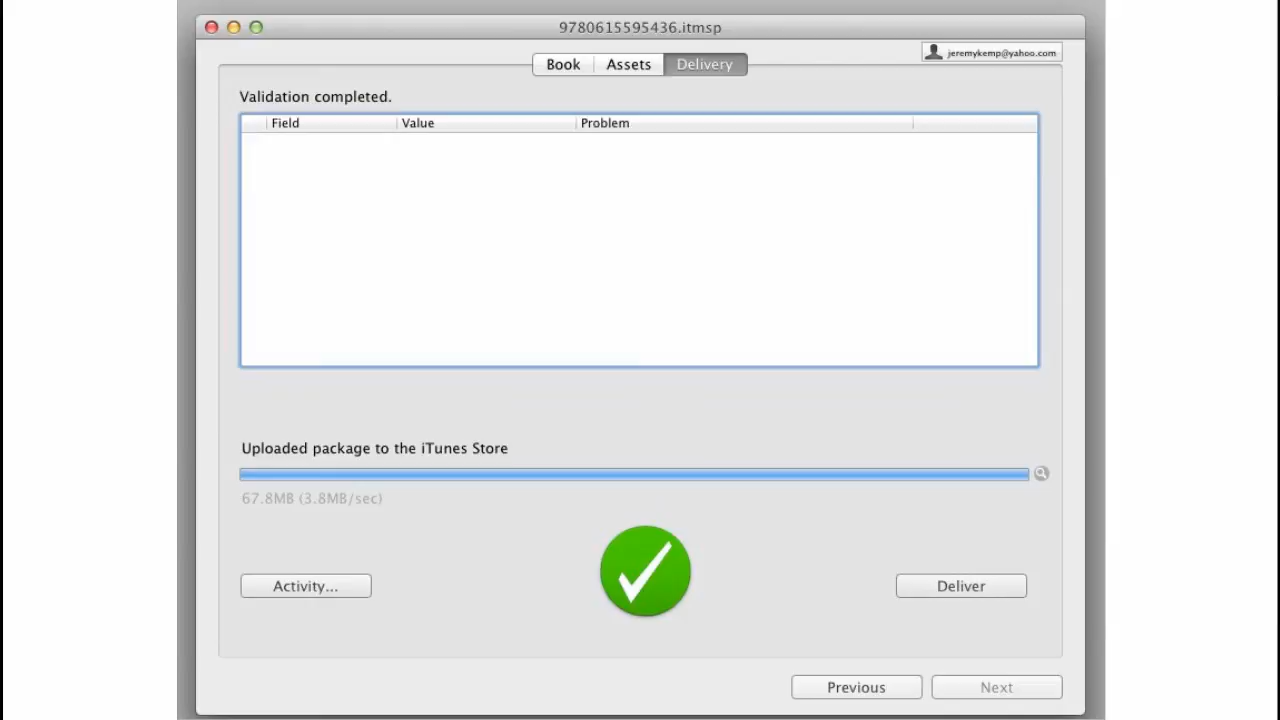 9780615595436.itmsp
jeremykemp@yahoo.com
Book Assets Delivery
Validation completed.
Field Value Problem
Uploaded package to the iTunes Store
67.8MB (3.8MB/sec)
Activity... Deliver
Previous Next